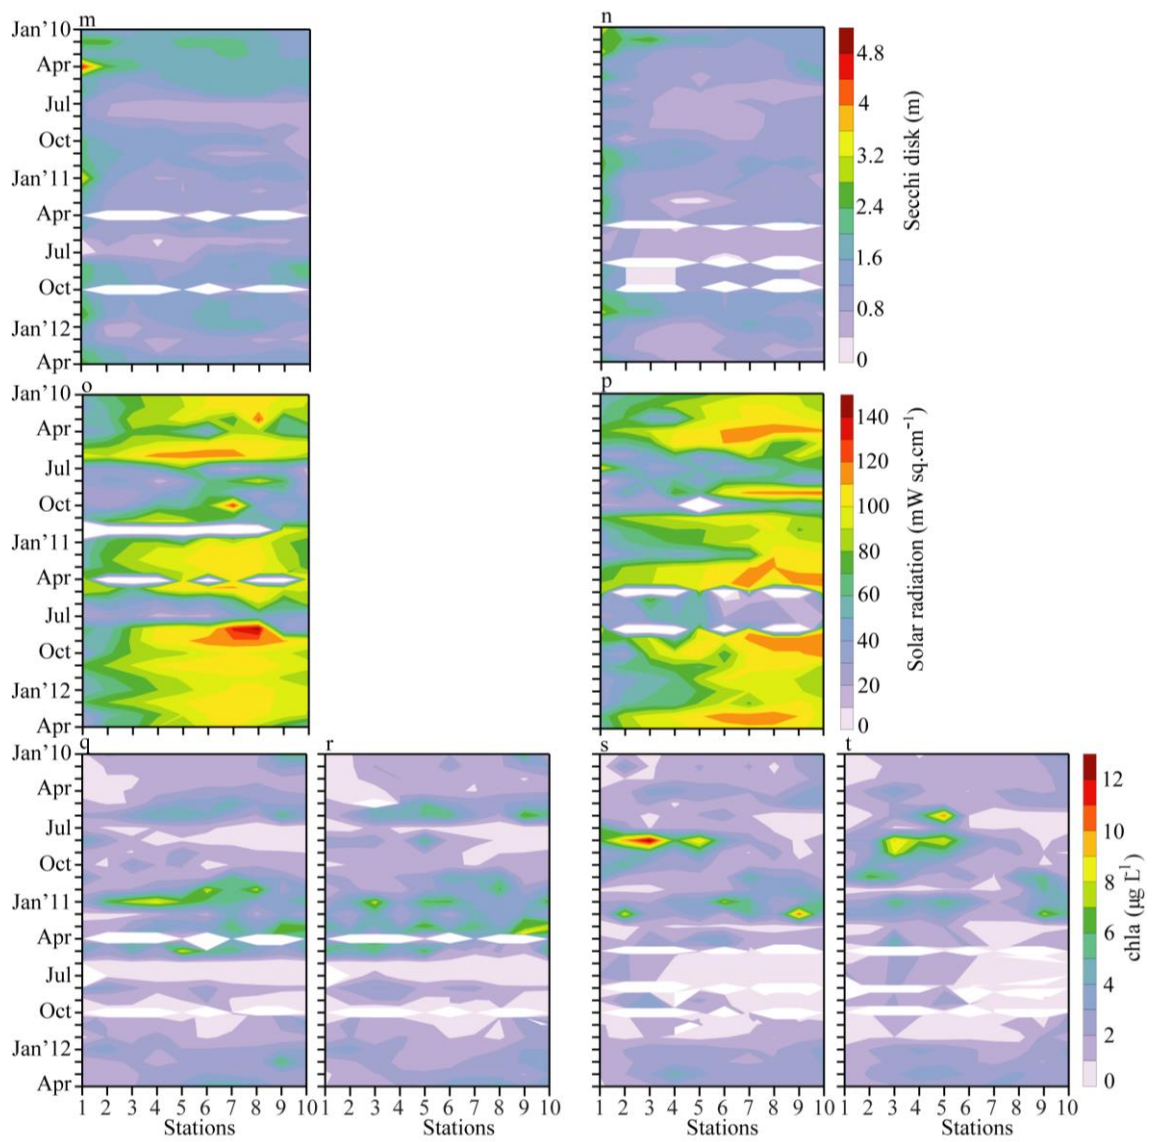 m
n
Jan'10
Apr
Jul
Oct
Jan'11
Apr
Jul
Oct
Jan'12
Apr
4.8
4
3.2
2.4
1.6
0.8
0
Secchi disk (m)
o
p
Jan'10
Apr
Jul
Oct
Jan'11
Apr
Jul
Oct
Jan'12
Apr
140
120
100
80
60
40
20
0
Solar radiation (mW sq.cm⁻¹)
q
r
s
t
Jan'10
Apr
Jul
Oct
Jan'11
Apr
Jul
Oct
Jan'12
Apr
12
10
8
6
4
2
0
chla (µg L¹)
1 2 3 4 5 6 7 8 9 10
1 2 3 4 5 6 7 8 9 10
1 2 3 4 5 6 7 8 9 10
1 2 3 4 5 6 7 8 9 10
Stations
Stations
Stations
Stations